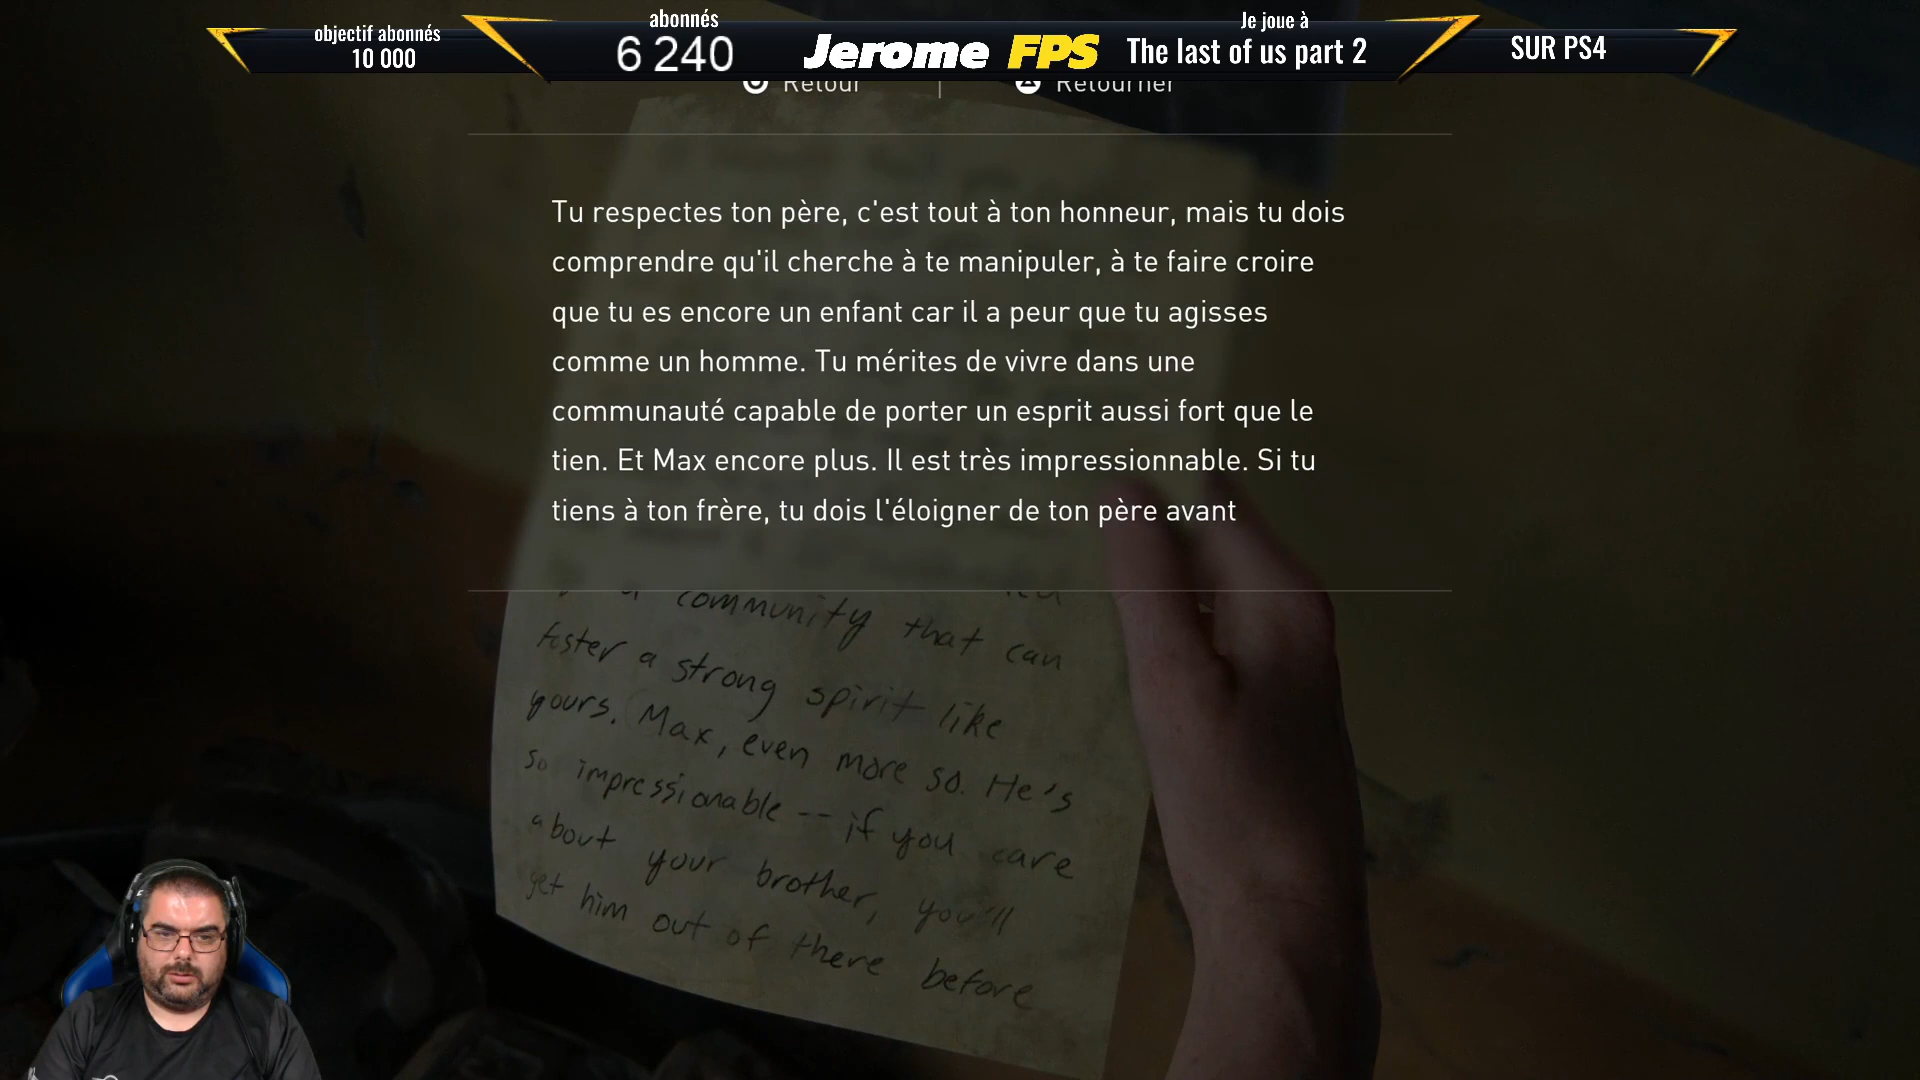 objectif abonnés
10 000
abonnés
6 240
Jerome FPS
Je joue à
The last of us part 2
SUR PS4
Retour | Retourner
Tu respectes ton père, c'est tout à ton honneur, mais tu dois
comprendre qu'il cherche à te manipuler, à te faire croire
que tu es encore un enfant car il a peur que tu agisses
comme un homme. Tu mérites de vivre dans une
communauté capable de porter un esprit aussi fort que le
tien. Et Max encore plus. Il est très impressionnable. Si tu
tiens à ton frère, tu dois l'éloigner de ton père avant
a community that can
foster a strong spirit like
yours. Max, even more so. He's
so impressionable -- if you care
about your brother, you'll
get him out of there before